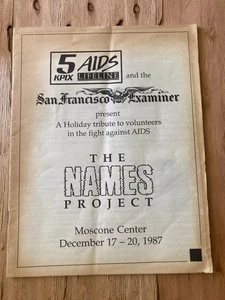 5 AIDS
KPIX LIFELINE and the
San Francisco Examiner
present
A Holiday tribute to volunteers
in the fight against AIDS
THE
NAMES
PROJECT
Moscone Center
December 17 – 20, 1987